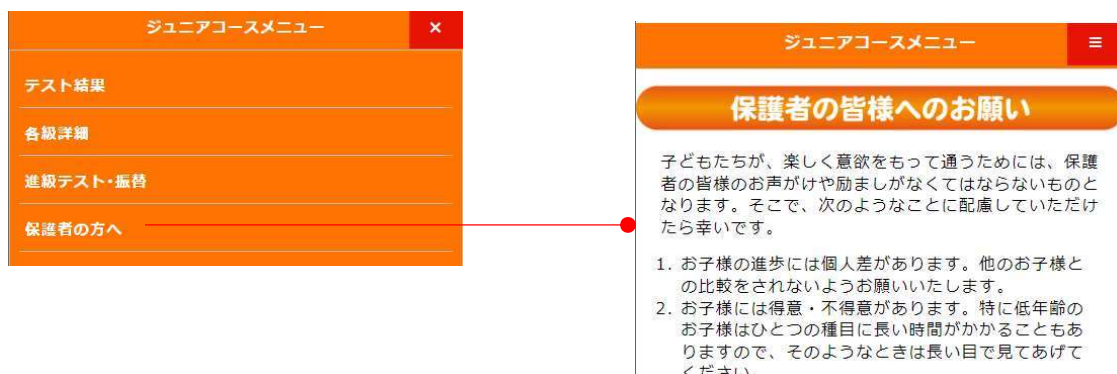 ジュニアコースメニュー
×
テスト結果
各級詳細
進級テスト・振替
保護者の方へ
ジュニアコースメニュー
≡
保護者の皆様へのお願い
子どもたちが、楽しく意欲をもって通うためには、保護
者の皆様のお声がけや励ましがなくてはならないものと
なります。そこで、次のようなことに配慮していただけ
たら幸いです。
1. お子様の進歩には個人差があります。他のお子様と
の比較をされないようお願いいたします。
2. お子様には得意・不得意があります。特に低年齢の
お子様はひとつの種目に長い時間がかかることもあ
りますので、そのようなときは長い目で見てあげて
ください。